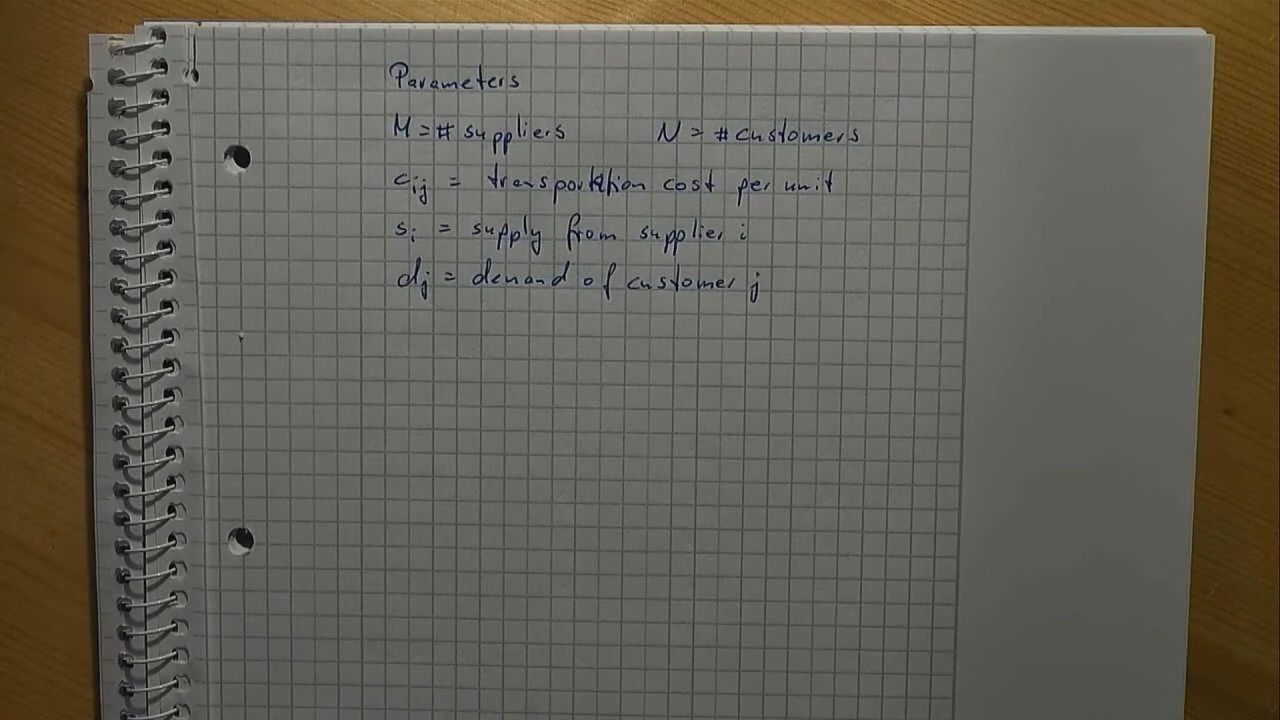 Parameters
M = # suppliers N = # customers
cij = transportation cost per unit
si = supply from supplier i
dj = demand of customer j